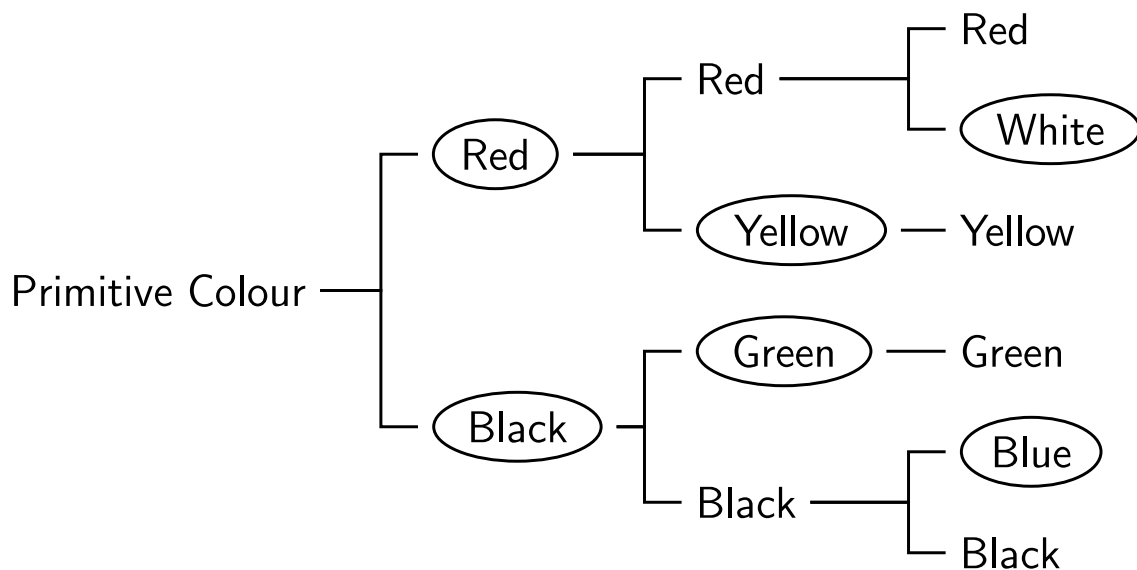 Red
Red
White
Red
Yellow
Yellow
Primitive Colour
Green
Green
Black
Blue
Black
Black